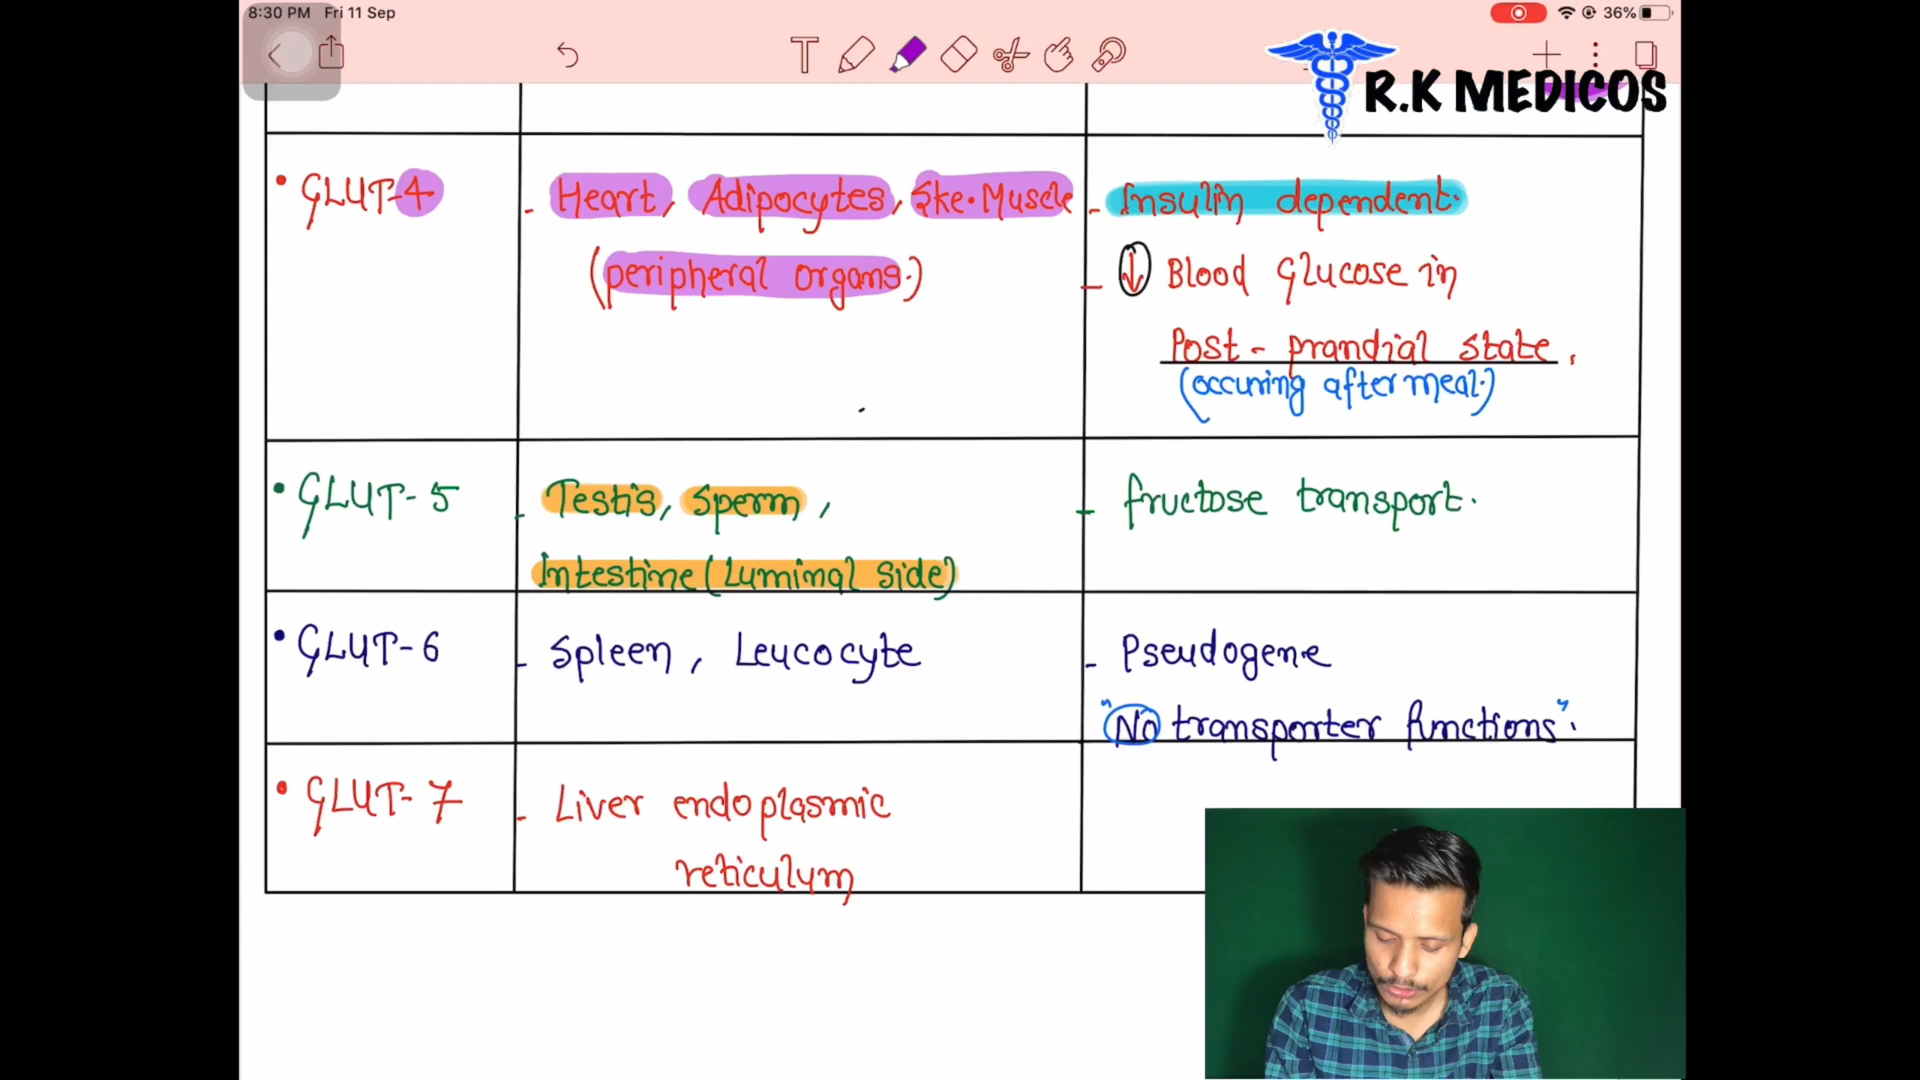 8:30 PM Fri 11 Sep
36%
T
R.K MEDICOS
• GLUT-4
- Heart, Adipocytes, Ske. Muscle
(peripheral organs.)
- Insulin dependent.
- ↓ Blood Glucose in
Post - prandial state.
(occuring after meal.)
• GLUT-5
- Testis, Sperm,
Intestine (Luminal Side)
- fructose transport.
• GLUT-6
- Spleen, Leucocyte
- Pseudogene
"No transporter functions".
• GLUT-7
- Liver endoplasmic
reticulum